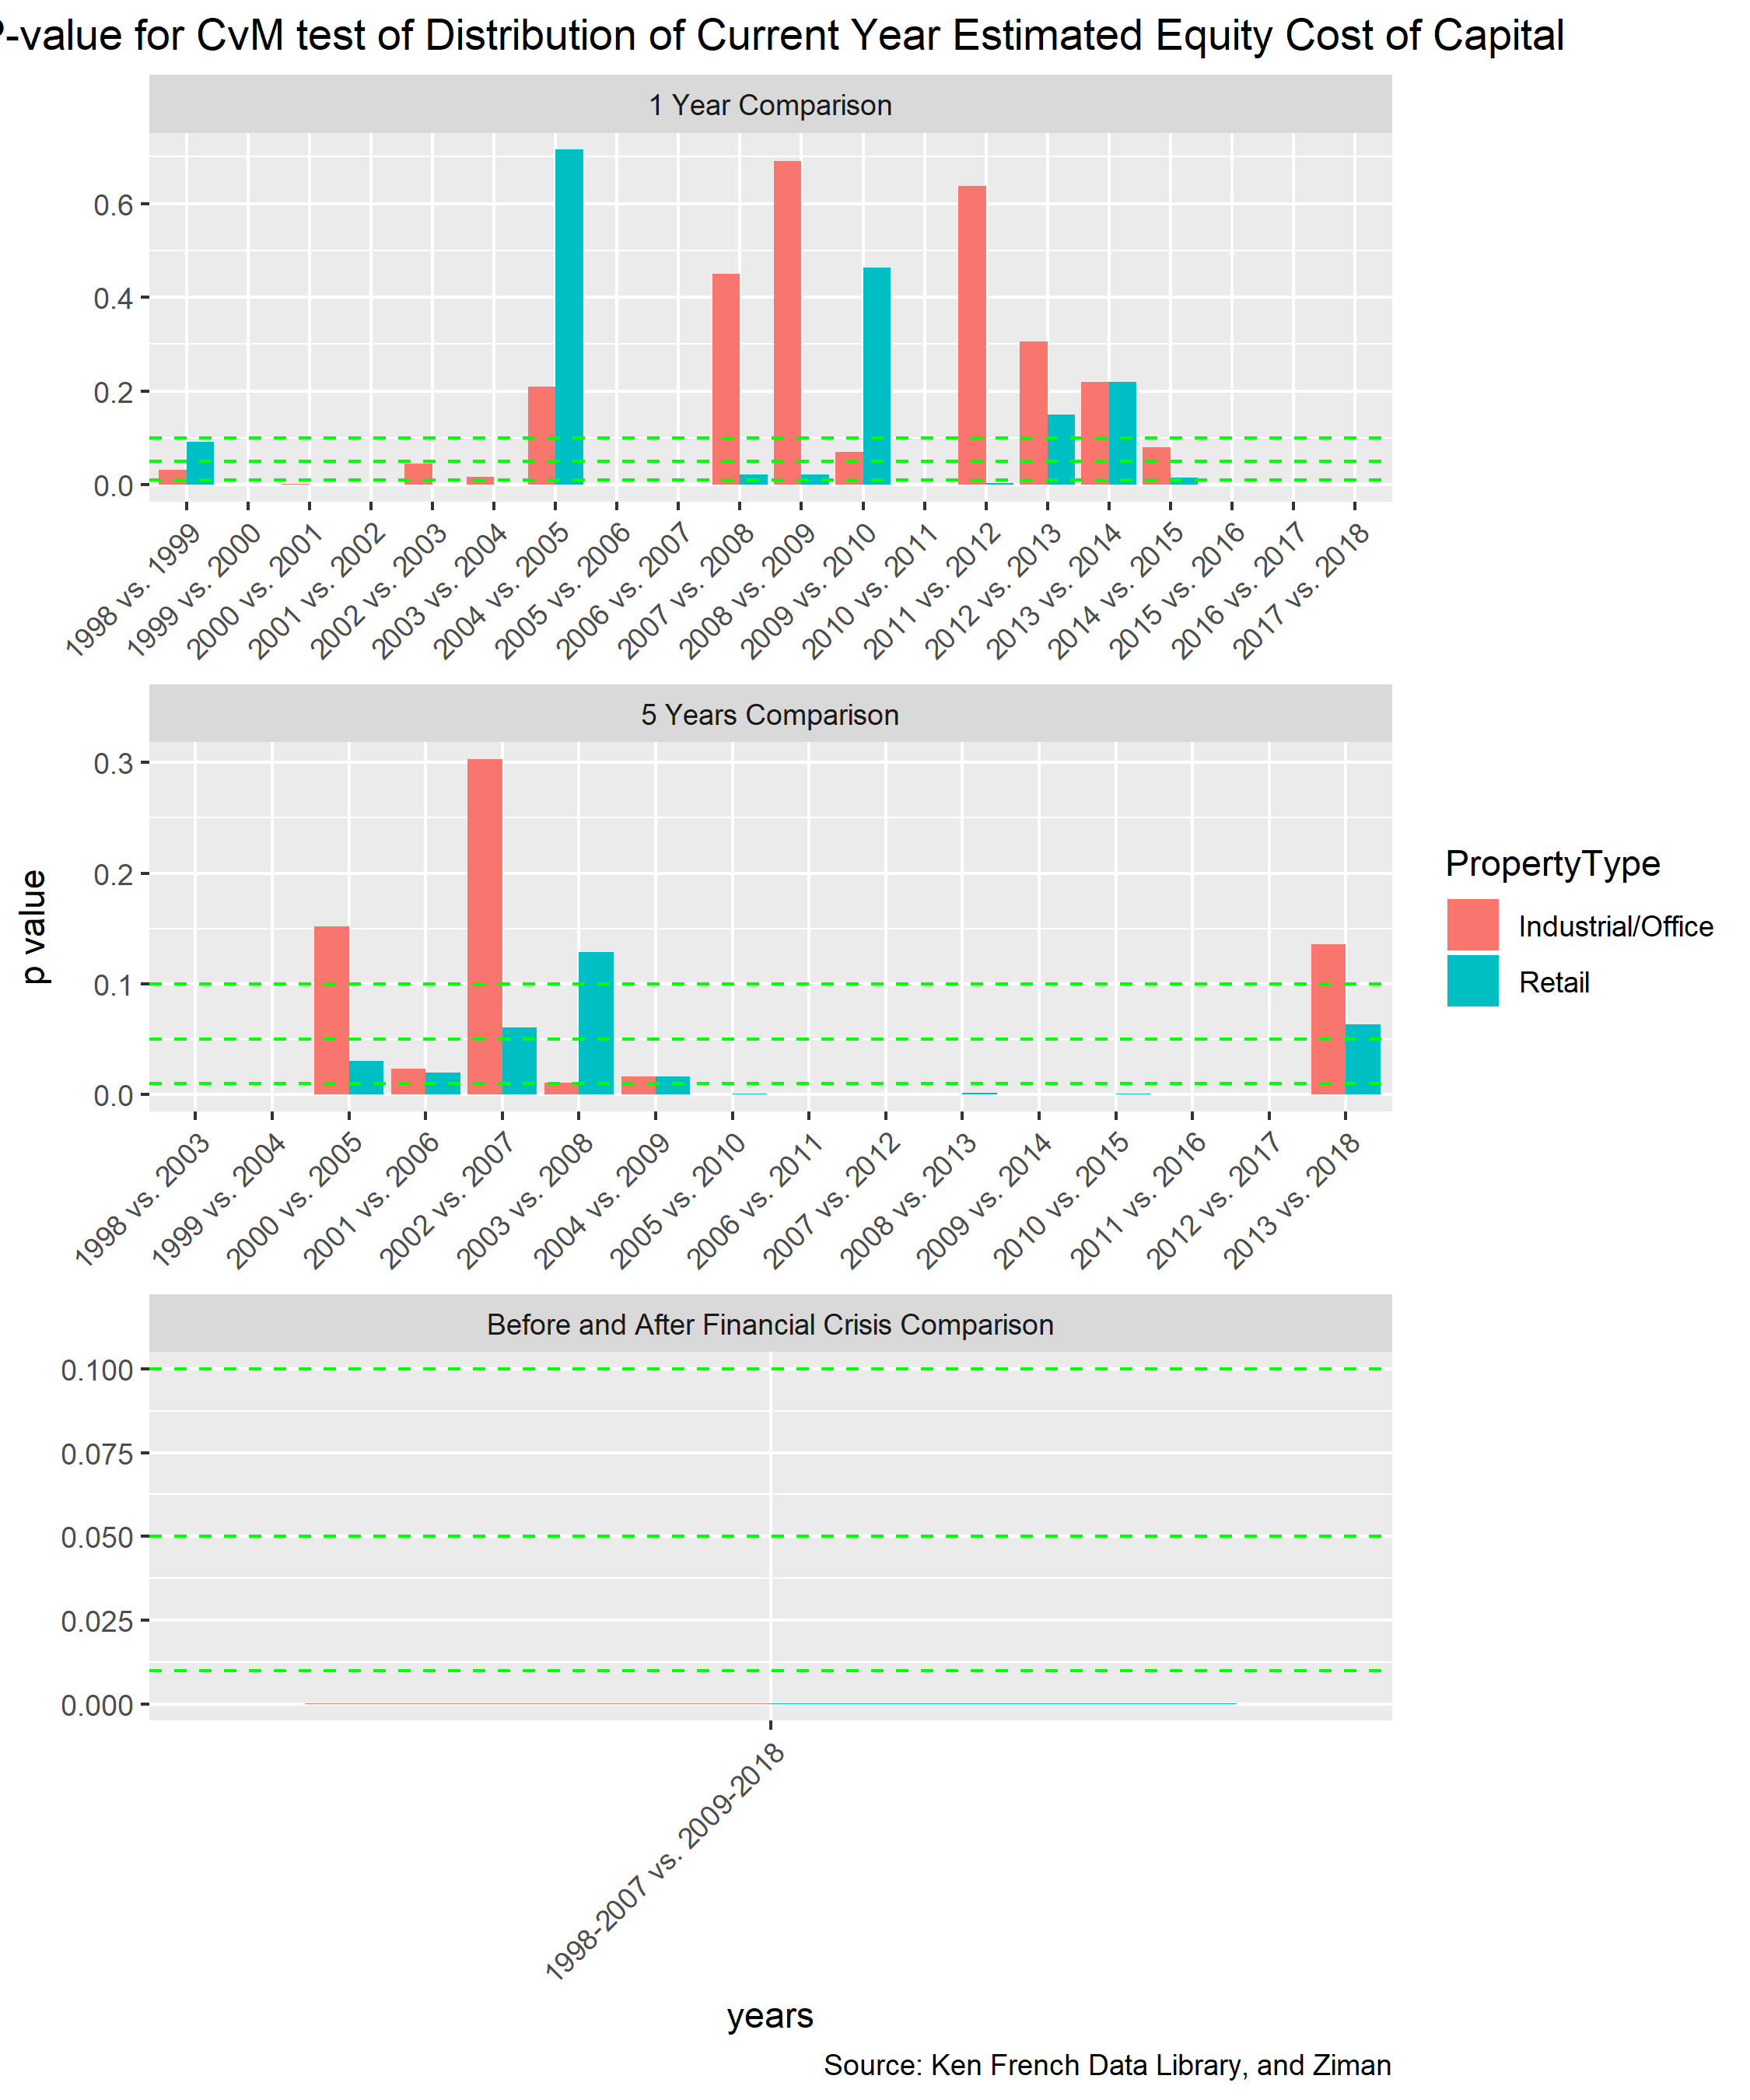 -value for CvM test of Distribution of Current Year Estimated Equity Cost of Capital
1 Year Comparison
0.6
0.4
0.2
0.0
1998 vs. 1999
1999 vs. 2000
2000 vs. 2001
2001 vs. 2002
2002 vs. 2003
2003 vs. 2004
2004 vs. 2005
2005 vs. 2006
2006 vs. 2007
2007 vs. 2008
2008 vs. 2009
2009 vs. 2010
2010 vs. 2011
2011 vs. 2012
2012 vs. 2013
2013 vs. 2014
2014 vs. 2015
2015 vs. 2016
2016 vs. 2017
2017 vs. 2018
5 Years Comparison
0.3
0.2
0.1
0.0
1998 vs. 2003
1999 vs. 2004
2000 vs. 2005
2001 vs. 2006
2002 vs. 2007
2003 vs. 2008
2004 vs. 2009
2005 vs. 2010
2006 vs. 2011
2007 vs. 2012
2008 vs. 2013
2009 vs. 2014
2010 vs. 2015
2011 vs. 2016
2012 vs. 2017
2013 vs. 2018
p value
PropertyType
Industrial/Office
Retail
Before and After Financial Crisis Comparison
0.100
0.075
0.050
0.025
0.000
1998-2007 vs. 2009-2018
years
Source: Ken French Data Library, and Ziman